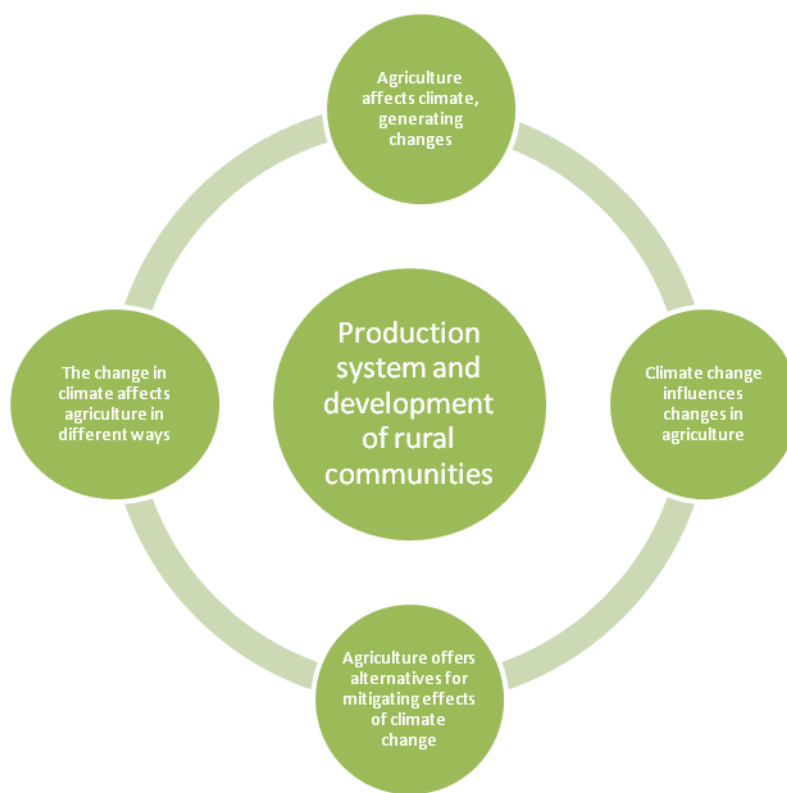 Agriculture
affects climate,
generating
changes
The change in
climate affects
agriculture in
different ways
Production
system and
development
of rural
communities
Climate change
influences
changes in
agriculture
Agriculture offers
alternatives for
mitigating effects
of climate
change